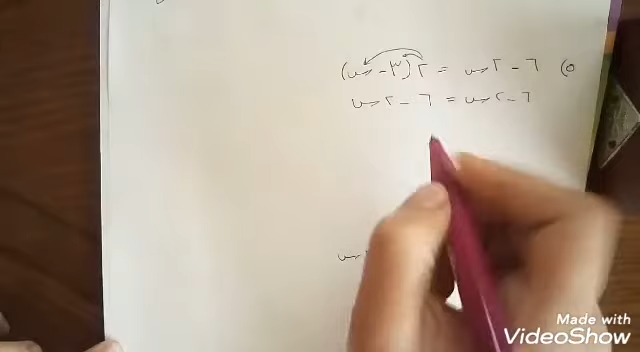 ٥) ٦ - ٢س = ٢(٣ - س)
٦ - ٢س = ٦ - ٢س
Made with
VideoShow